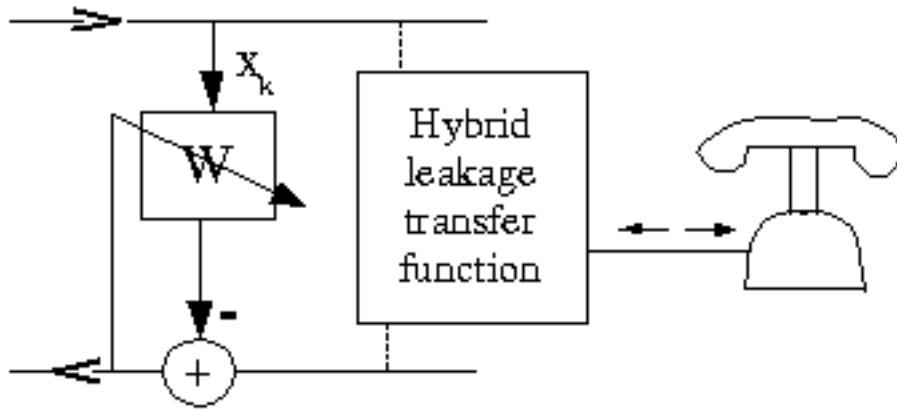 X_k
W
Hybrid
leakage
transfer
function
-
+